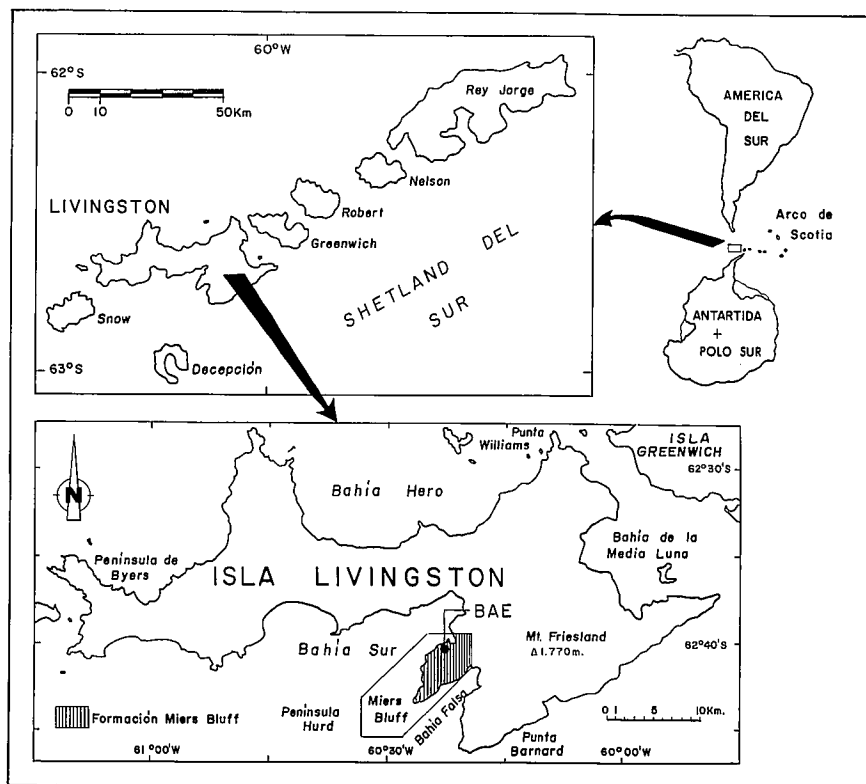 60°W
62°S
0 10 50Km
Rey Jorge
Nelson
Robert
Greenwich
LIVINGSTON
Snow
Decepción
63°S
SHETLAND DEL
SUR
AMERICA
DEL
SUR
Arco de
Scotia
ANTARTIDA
+
POLO SUR
N
Punta
Williams
ISLA
GREENWICH
62°30'S
Bahía Hero
Península de
Byers
Bahía de la
Media Luna
ISLA LIVINGSTON
BAE
Bahía Sur
Mt. Friesland
Δ1.770m.
62°40'S
Miers
Bluff
Península
Hurd
Bahía Falsa
Formación Miers Bluff
0 1 5 10Km.
Punta
Barnard
61°00'W
60°30'W
60°00'W